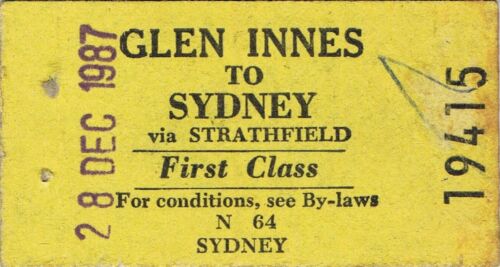 GLEN INNES
TO
SYDNEY
via STRATHFIELD
First Class
For conditions, see By-laws
N 64
SYDNEY
28 DEC 1987
19415